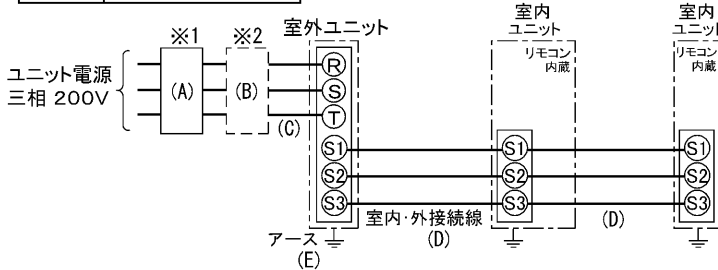 ※1
※2
室外ユニット
室内
ユニット
室内
ユニット
リモコン
内蔵
リモコン
内蔵
ユニット電源
三相 200V
(A)
(B)
(C)
R
S
T
S1
S2
S3
S1
S2
S3
S1
S2
S3
室内・外接続線
(D)
(D)
アース
(E)